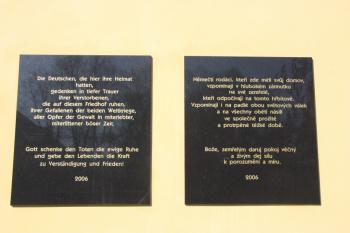 Die Deutschen, die hier ihre Heimat
hatten,
gedenken in tiefer Trauer
ihrer Verstorbenen,
die auf diesem Friedhof ruhen,
ihrer Gefallenen der beiden Weltkriege,
aller Opfer der Gewalt in miterlebter,
miterlittener böser Zeit.
Gott schenke den Toten die ewige Ruhe
und gebe den Lebenden die Kraft
zu Verständigung und Frieden!
2006
Němečtí rodáci, kteří zde měli svůj domov,
vzpomínají v hlubokém zármutku
na své zemřelé,
kteří odpočívají na tomto hřbitově.
Vzpomínají i na padlé obou světových válek
a na všechny oběti násilí
ve společně prožité
a protrpěné těžké době.
Bože, zemřelým daruj pokoj věčný
a živým dej sílu
k porozumění a míru.
2006